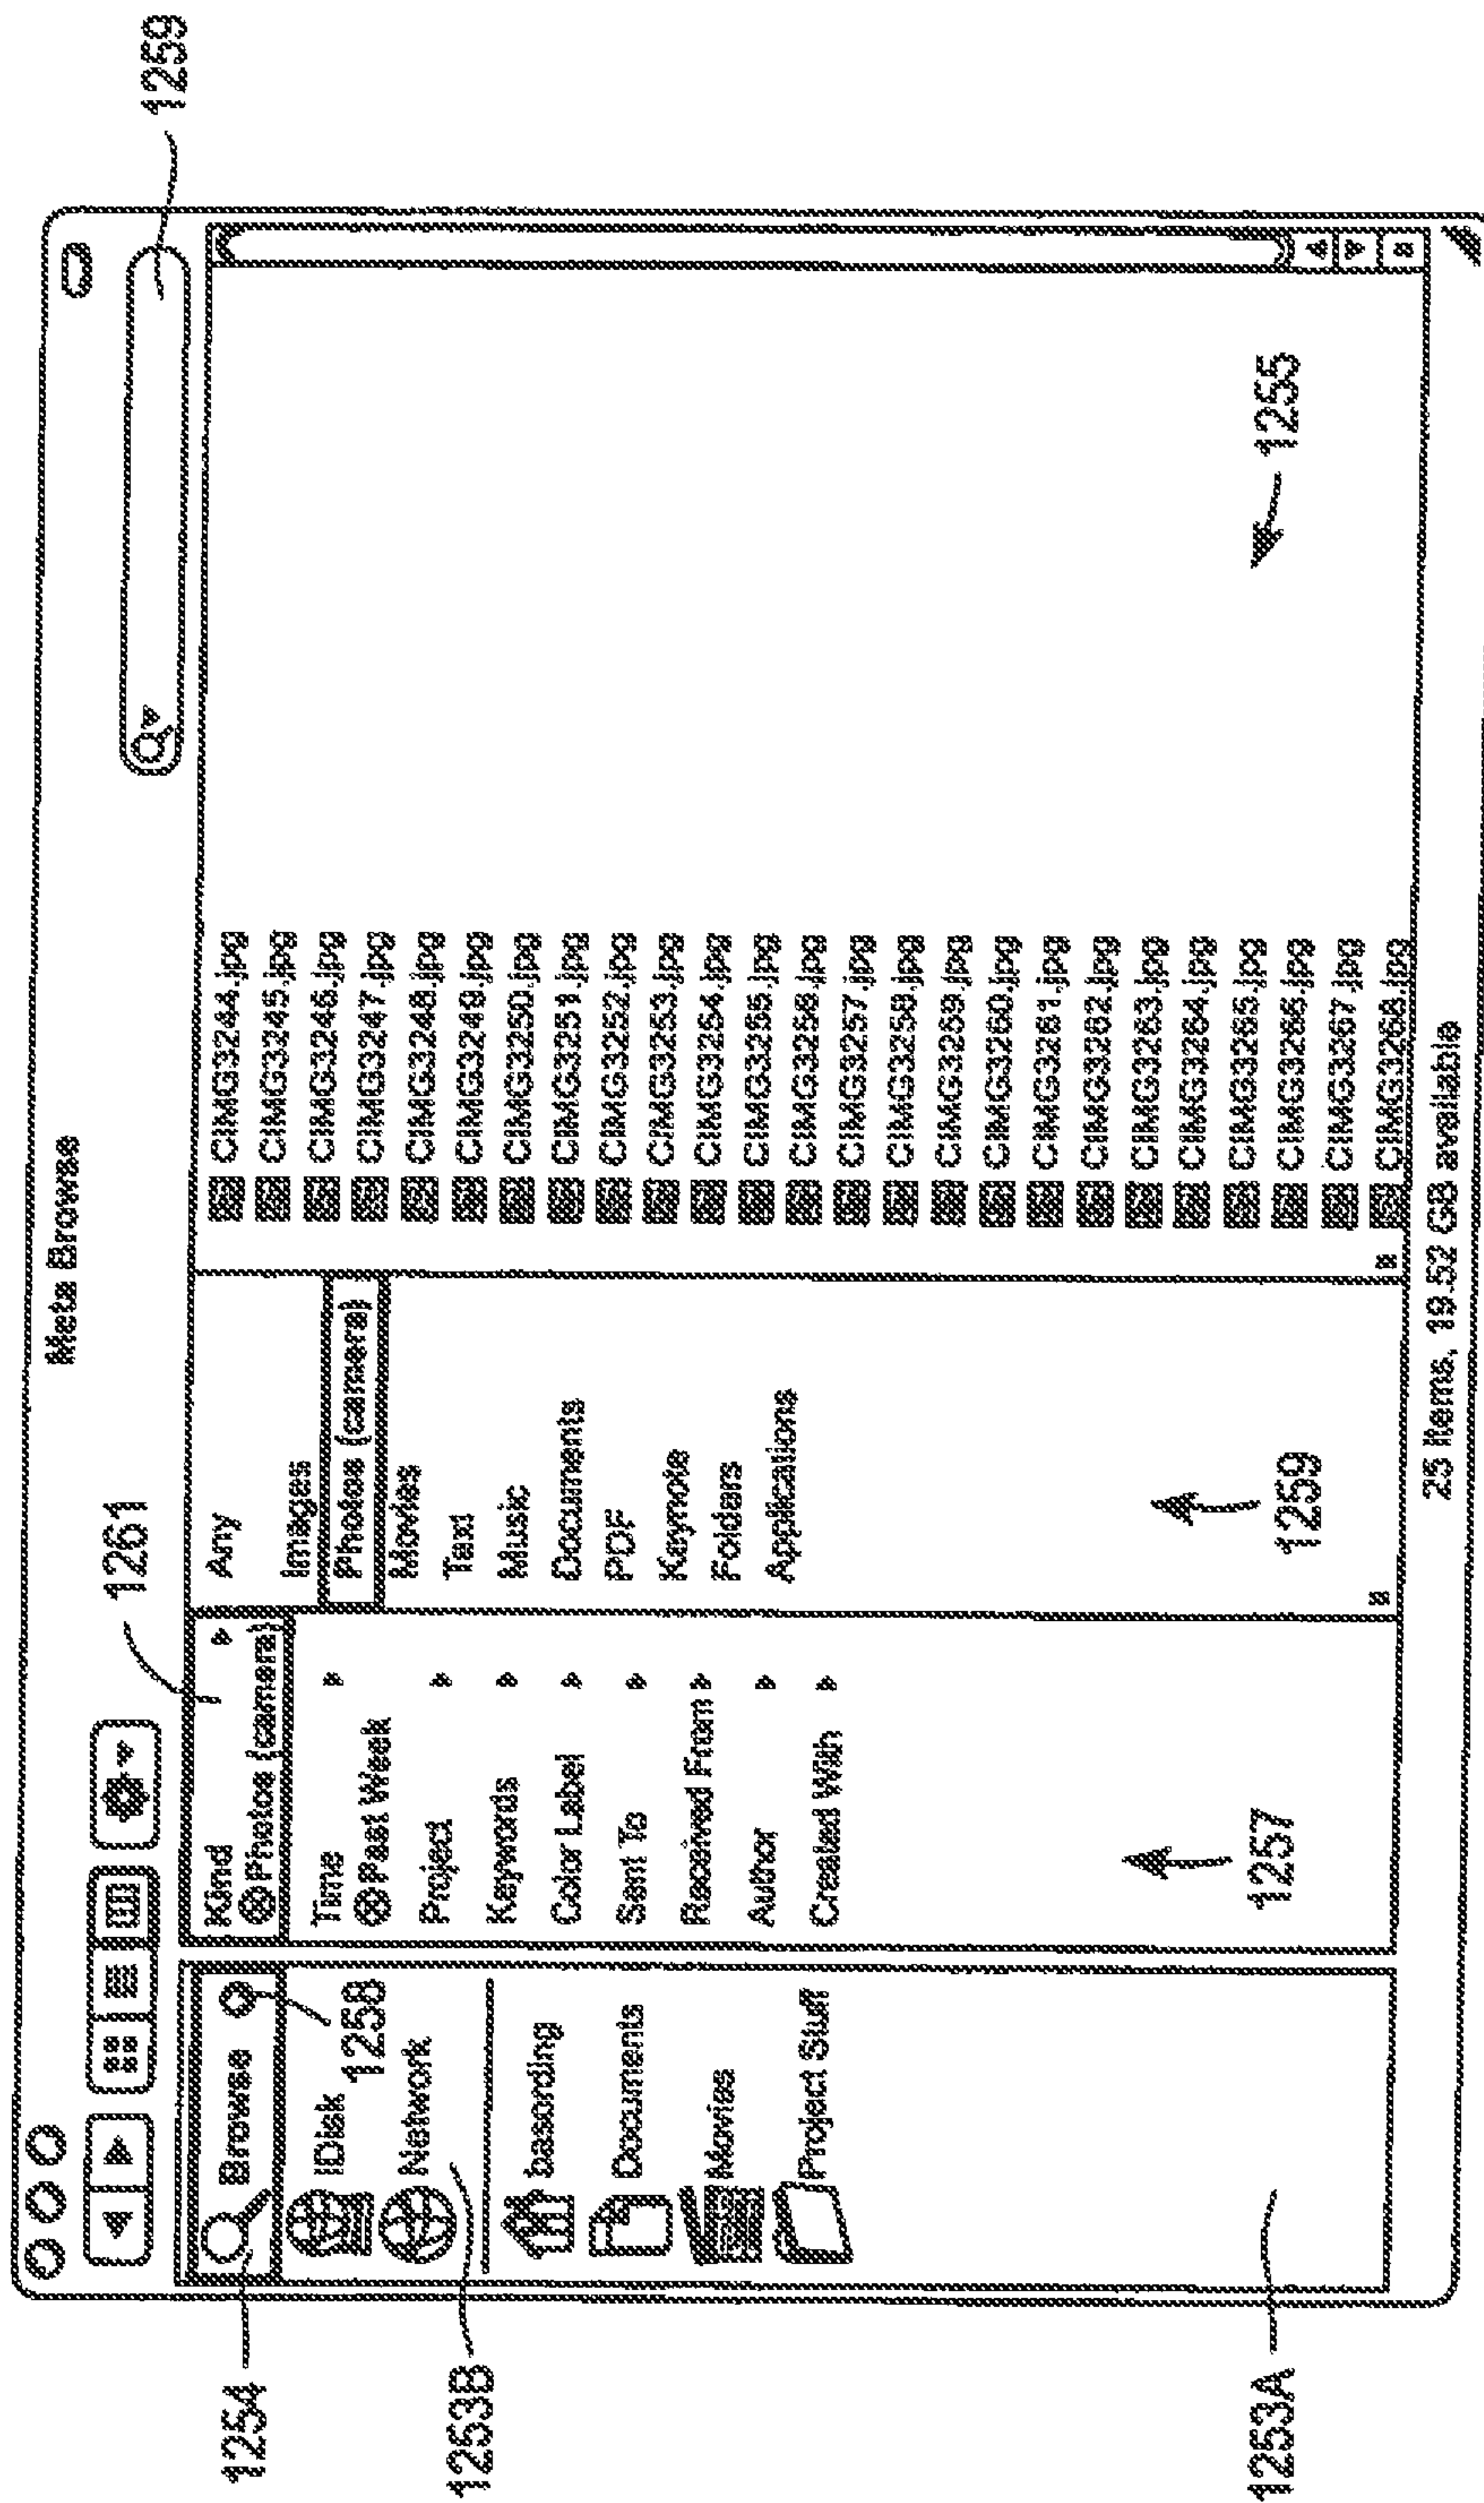 Meta Browse
1259
1261
1254
Browse
1258
iDisk
Network
1253B
basording
Documents
Movies
Project Stuff
1253A
Kind
Photos (camera)
Time
Past Week
Project
Keywords
Color Label
Sent To
Received From
Author
Created With
1257
Any
Images
Photos (camera)
Movies
Text
Music
Documents
PDF
Keynote
Folders
Applications
1259
CIMG3244.jpg
CIMG3245.jpg
CIMG3246.jpg
CIMG3247.jpg
CIMG3248.jpg
CIMG3249.jpg
CIMG3250.jpg
CIMG3251.jpg
CIMG3252.jpg
CIMG3253.jpg
CIMG3254.jpg
CIMG3255.jpg
CIMG3256.jpg
CIMG3257.jpg
CIMG3258.jpg
CIMG3259.jpg
CIMG3260.jpg
CIMG3261.jpg
CIMG3262.jpg
CIMG3263.jpg
CIMG3264.jpg
CIMG3265.jpg
CIMG3266.jpg
CIMG3267.jpg
CIMG3268.jpg
1255
25 items, 19.52 GB available